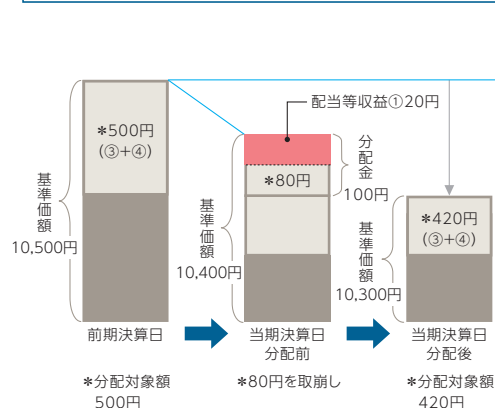 配当等収益①20円
＊500円
(③+④)
分配金
＊80円
100円
基準価額
基準価額
＊420円
(③+④)
基準価額
10,500円
10,400円
10,300円
前期決算日
当期決算日
分配前
当期決算日
分配後
＊分配対象額
500円
＊80円を取崩し
＊分配対象額
420円